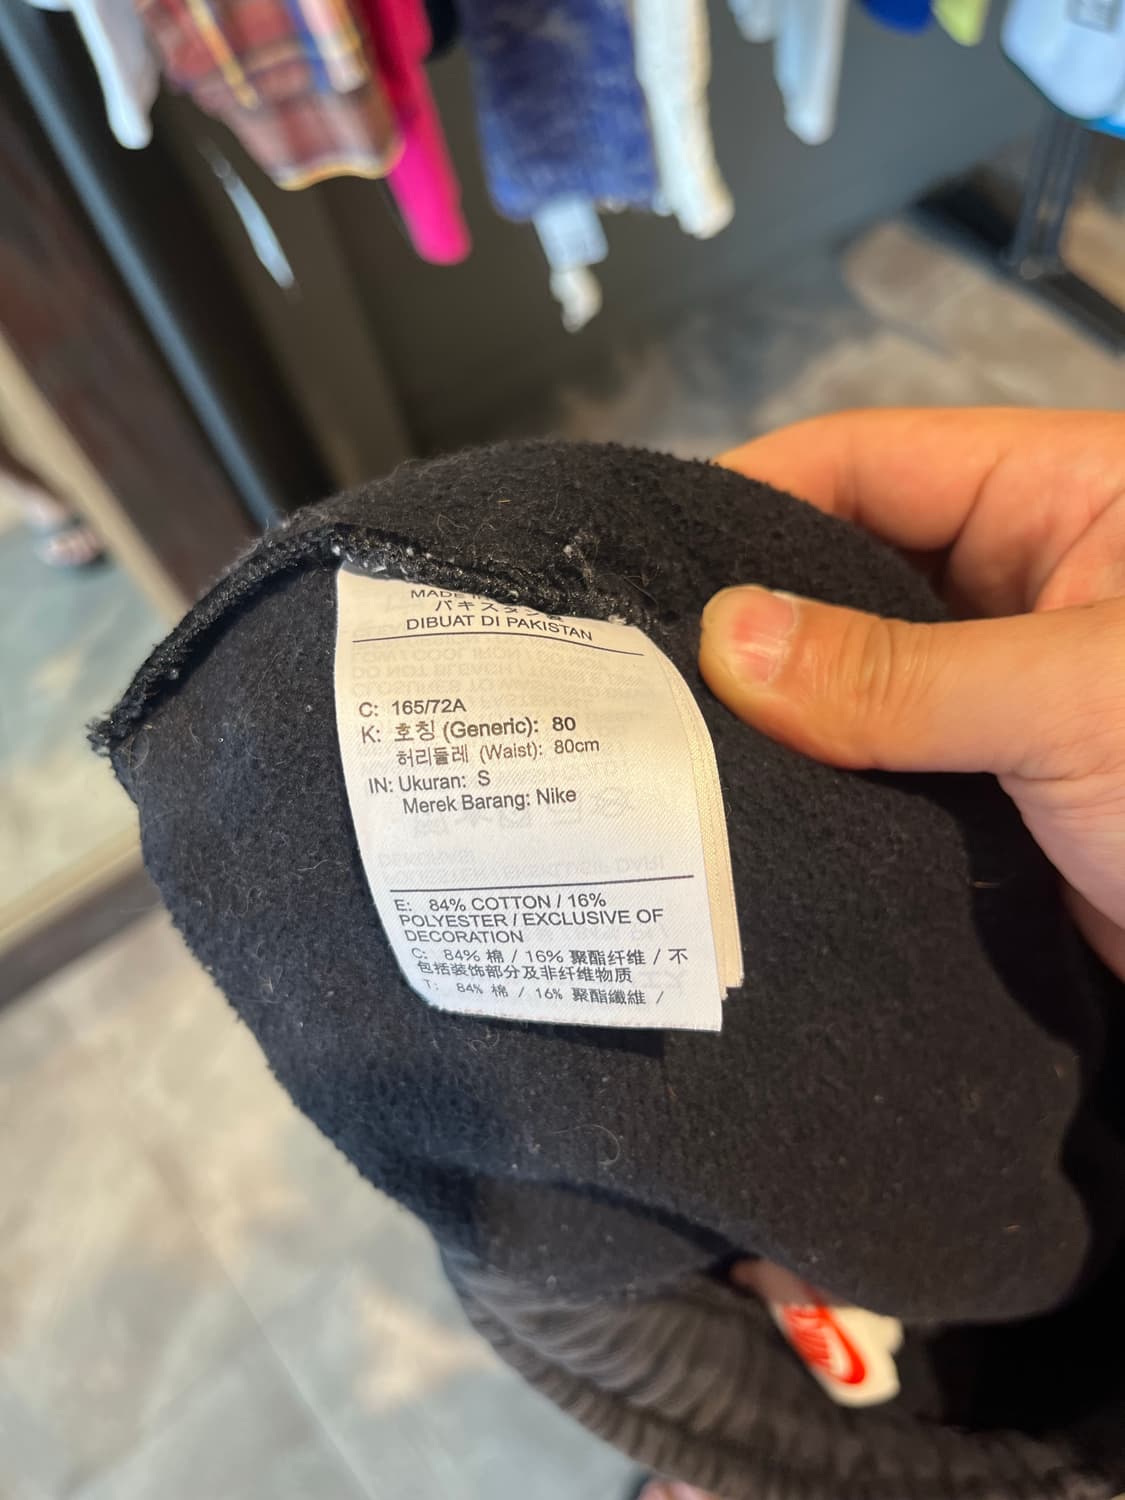 MADE IN
パキスタン製
DIBUAT DI PAKISTAN
C: 165/72A
K: 호칭 (Generic): 80
허리둘레 (Waist): 80cm
IN: Ukuran: S
Merek Barang: Nike
E: 84% COTTON / 16%
POLYESTER / EXCLUSIVE OF
DECORATION
C: 84% 棉 / 16% 聚酯纤维 / 不
包括装饰部分及非纤维物质
T: 84% 棉 / 16% 聚酯纖維 /